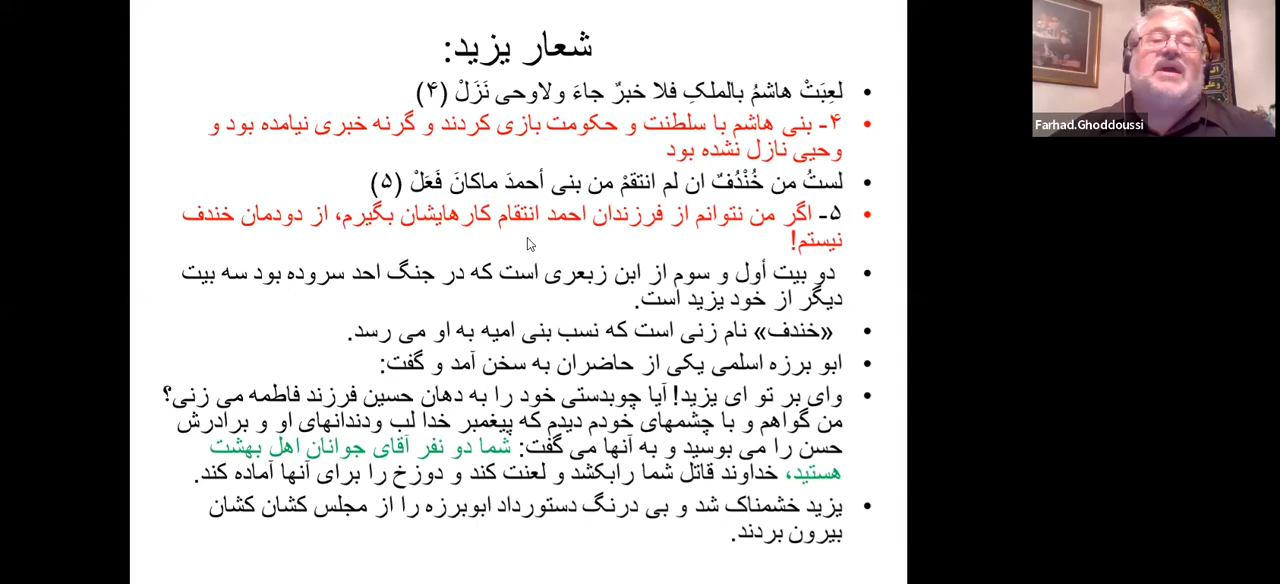 شعار یزید:
لعِبَتْ هاشمُ بالملکِ فلا خبرٌ جاءَ ولاوحی نَزَلْ (۴)
۴- بنی هاشم با سلطنت و حکومت بازی کردند و گرنه خبری نیامده بود و
وحیی نازل نشده بود
لستُ من خُنْدُفٌ ان لم انتقمْ من بنی أحمدَ ماکانَ فَعَلْ (۵)
۵- اگر من نتوانم از فرزندان احمد انتقام کارهایشان بگیرم، از دودمان خندف
نیستم!
دو بیت أول و سوم از ابن زبعری است که در جنگ احد سروده بود سه بیت
دیگر از خود یزید است.
«خندف» نام زنی است که نسب بنی امیه به او می رسد.
ابو برزه اسلمی یکی از حاضران به سخن آمد و گفت:
وای بر تو ای یزید! آیا چوبدستی خود را به دهان حسین فرزند فاطمه می زنی؟
من گواهم و با چشمهای خودم دیدم که پیغمبر خدا لب ودندانهای او و برادرش
حسن را می بوسید و به آنها می گفت: شما دو نفر آقای جوانان اهل بهشت
هستید، خداوند قاتل شما رابکشد و لعنت کند و دوزخ را برای آنها آماده کند.
یزید خشمناک شد و بی درنگ دستورداد ابوبرزه را از مجلس کشان کشان
بیرون بردند.
Farhad.Ghoddoussi